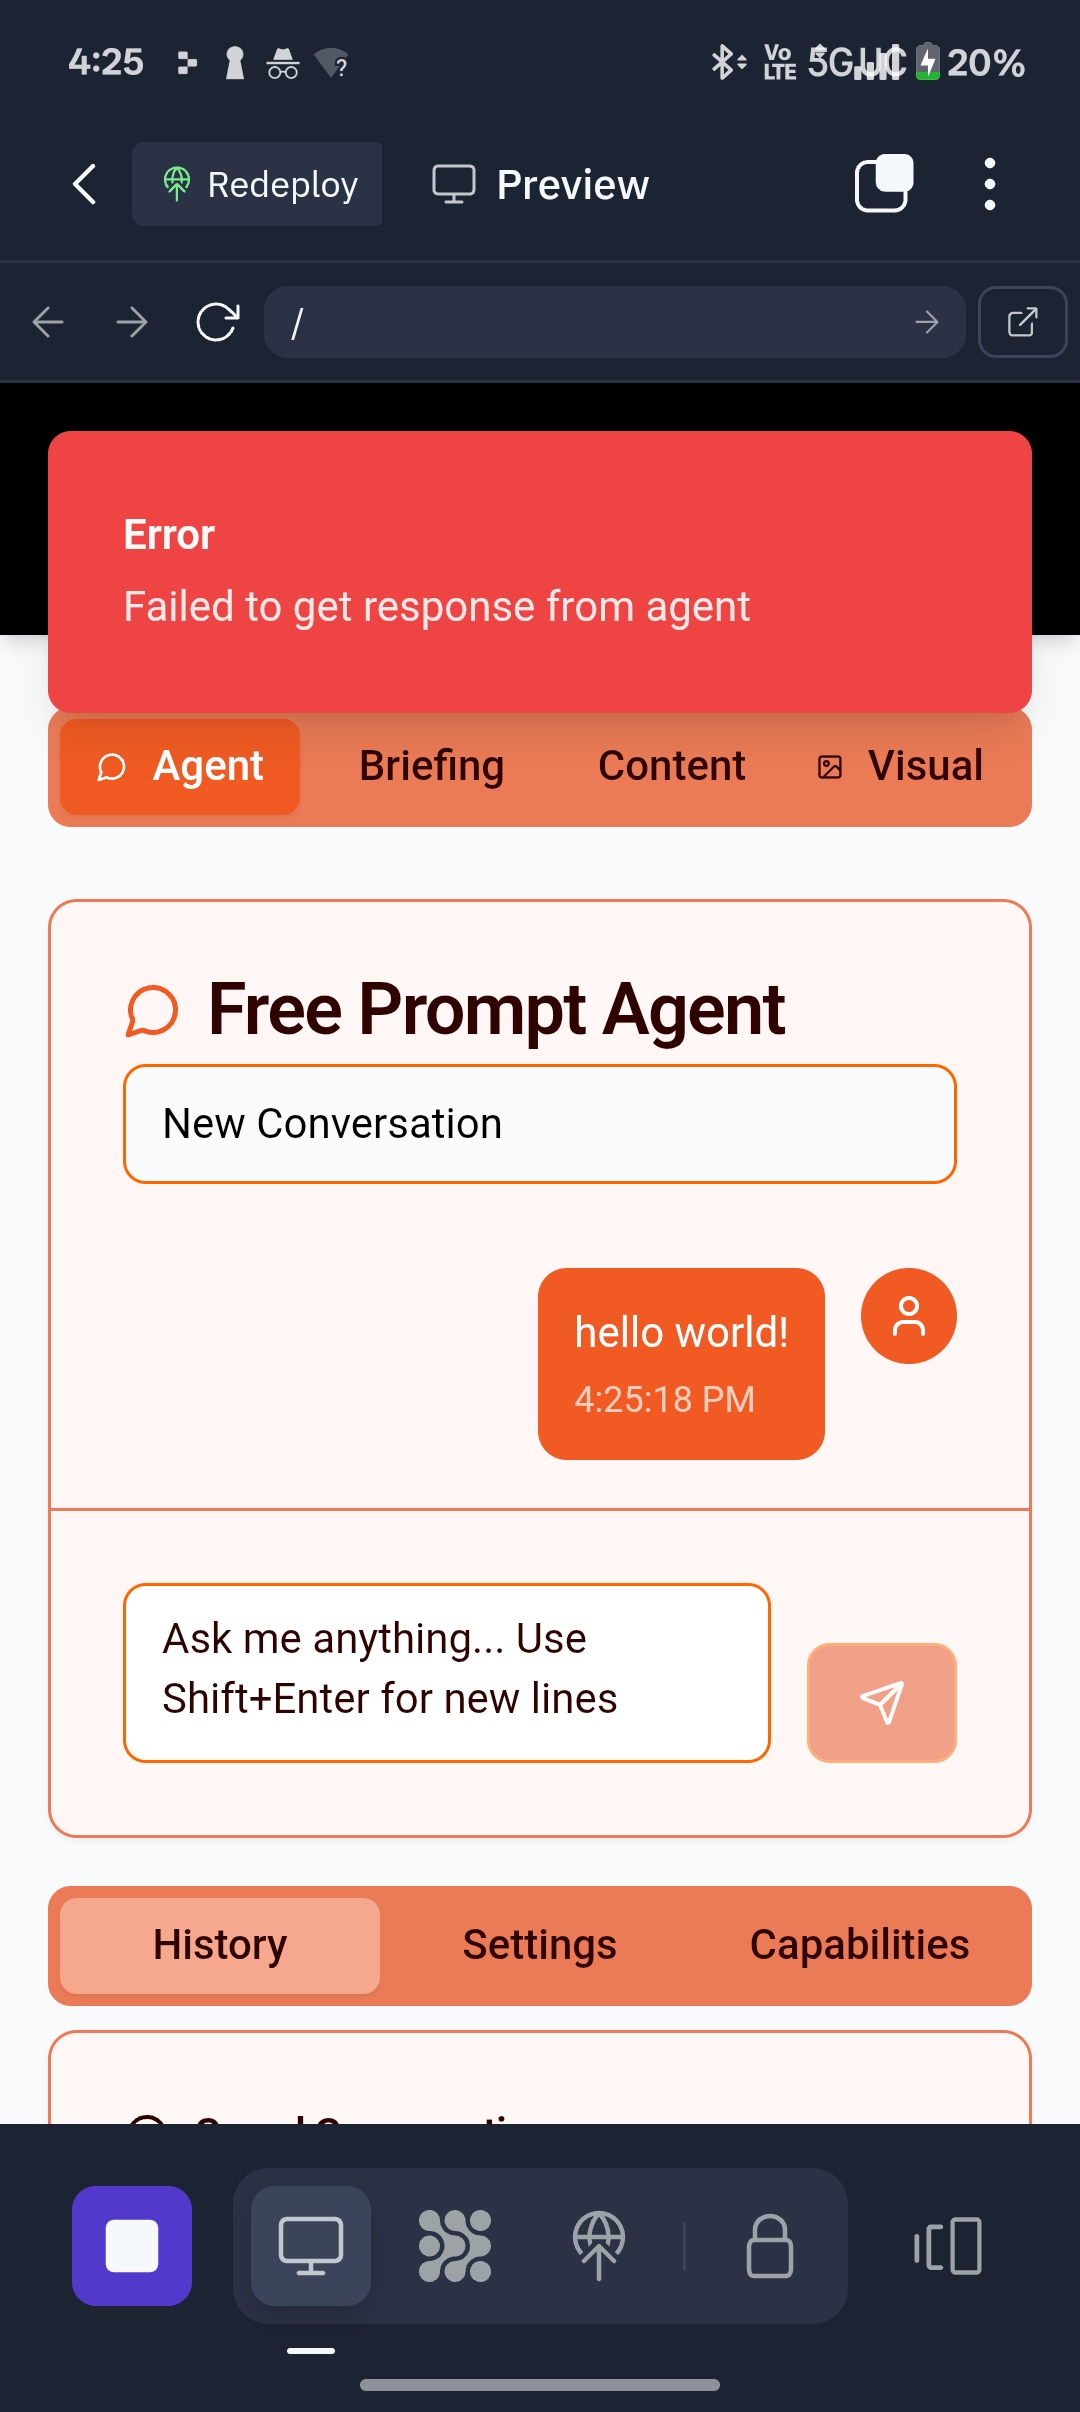 4:25
Vo LTE 5G UC 20%
Redeploy
Preview
/
Error
Failed to get response from agent
Agent Briefing Content Visual
Free Prompt Agent
New Conversation
hello world!
4:25:18 PM
Ask me anything... Use
Shift+Enter for new lines
History Settings Capabilities